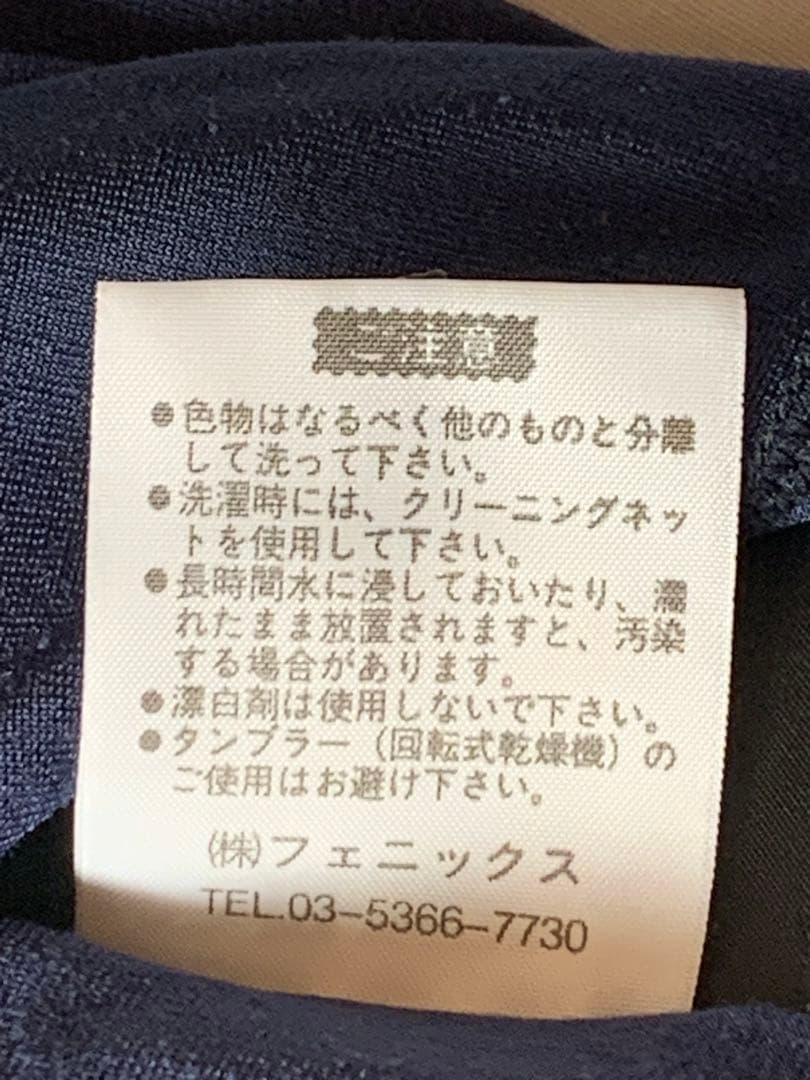 ご注意
●色物はなるべく他のものと分離
して洗って下さい。
●洗濯時には、クリーニングネッ
トを使用して下さい。
●長時間水に浸しておいたり、濡
れたまま放置されますと、汚染
する場合があります。
●漂白剤は使用しないで下さい。
●タンブラー（回転式乾燥機）の
ご使用はお避け下さい。
㈱フェニックス
TEL.03-5366-7730